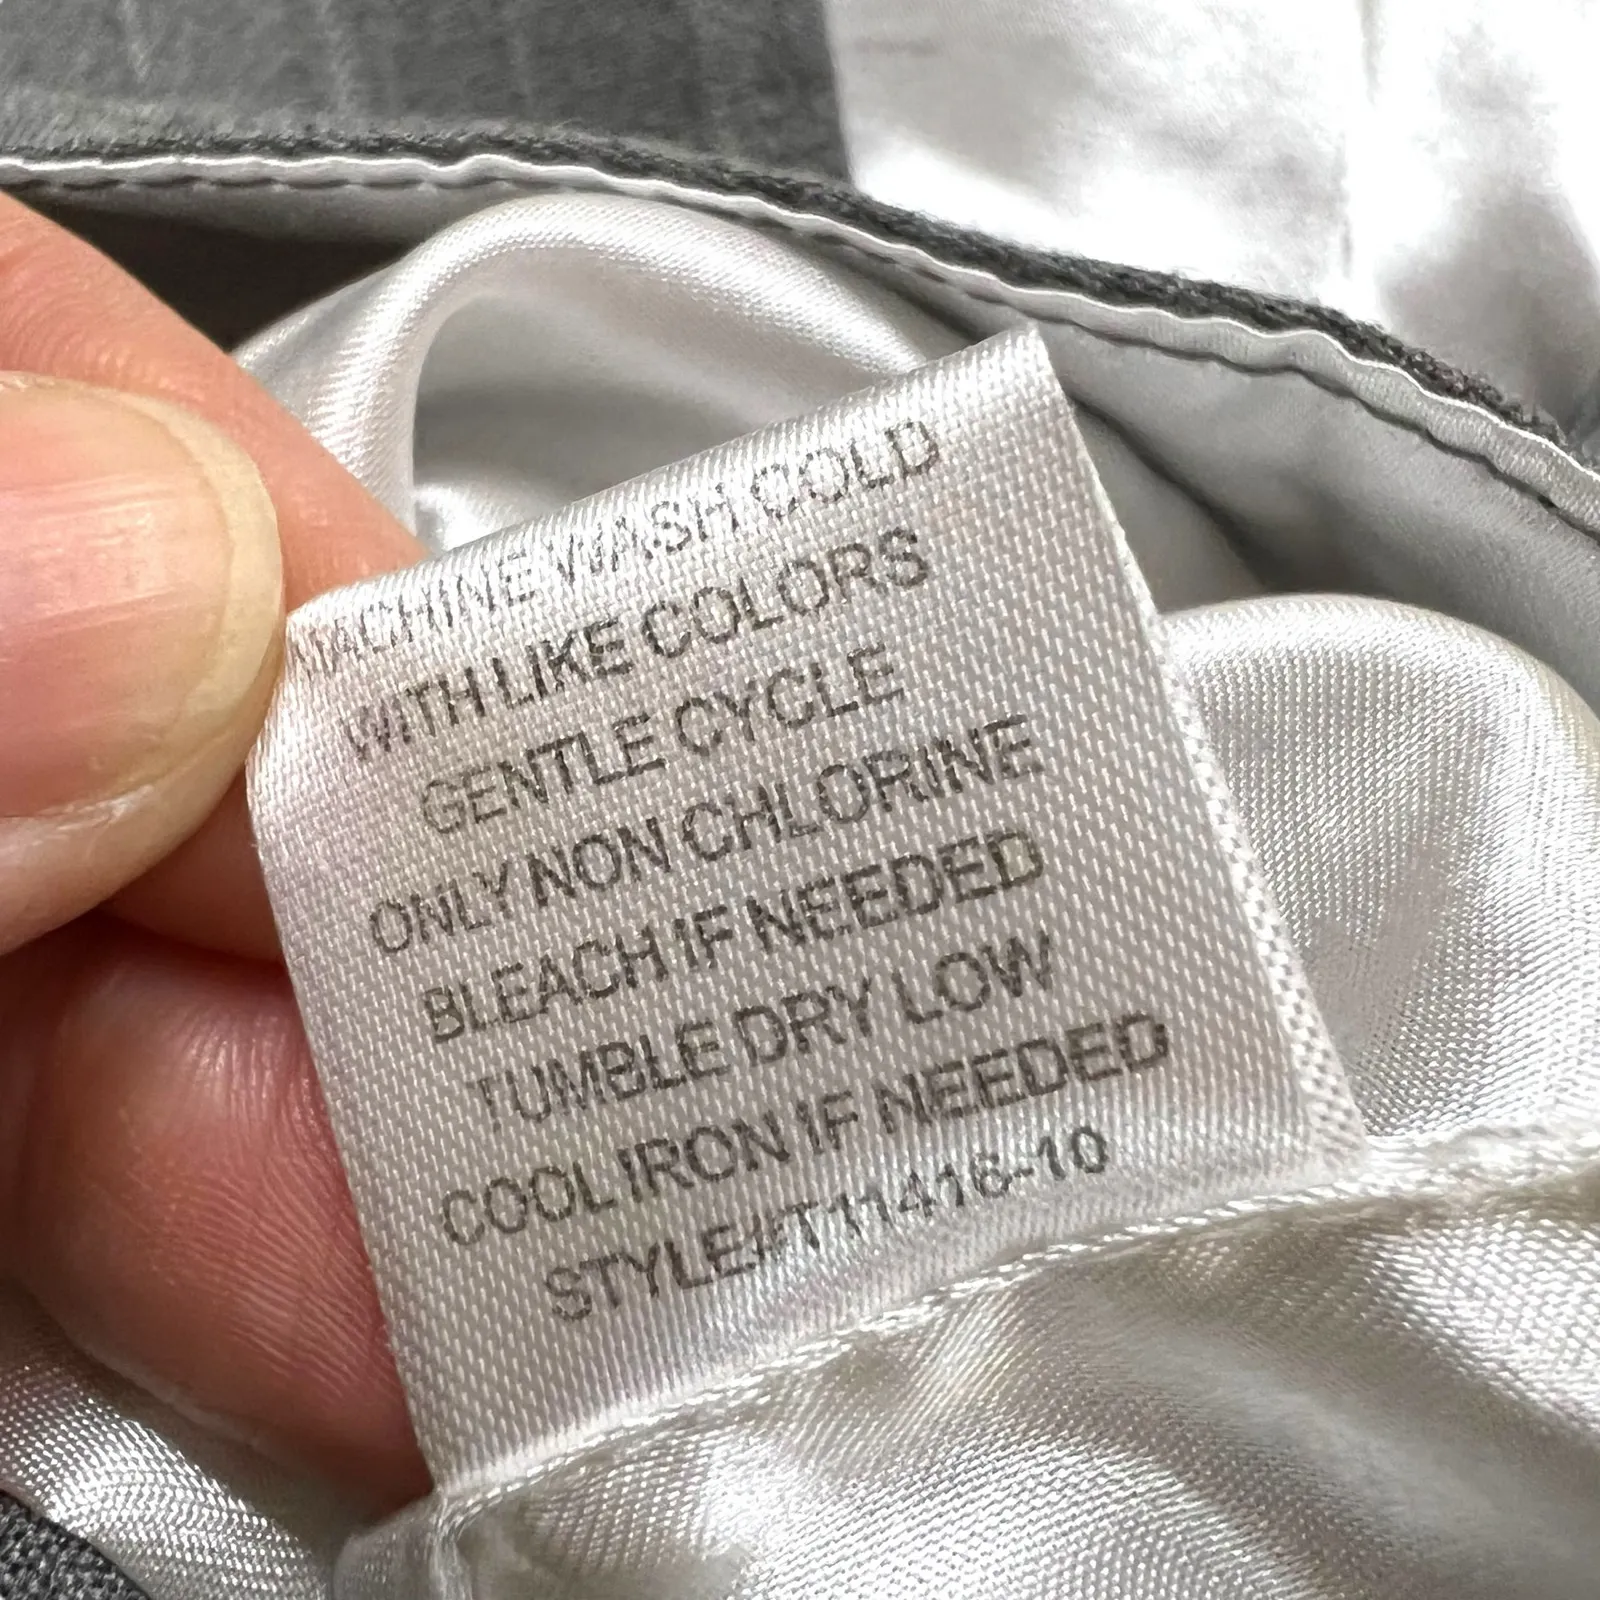 MACHINE WASH COLD
WITH LIKE COLORS
GENTLE CYCLE
ONLY NON CHLORINE
BLEACH IF NEEDED
TUMBLE DRY LOW
COOL IRON IF NEEDED
STYLE#T11416-10